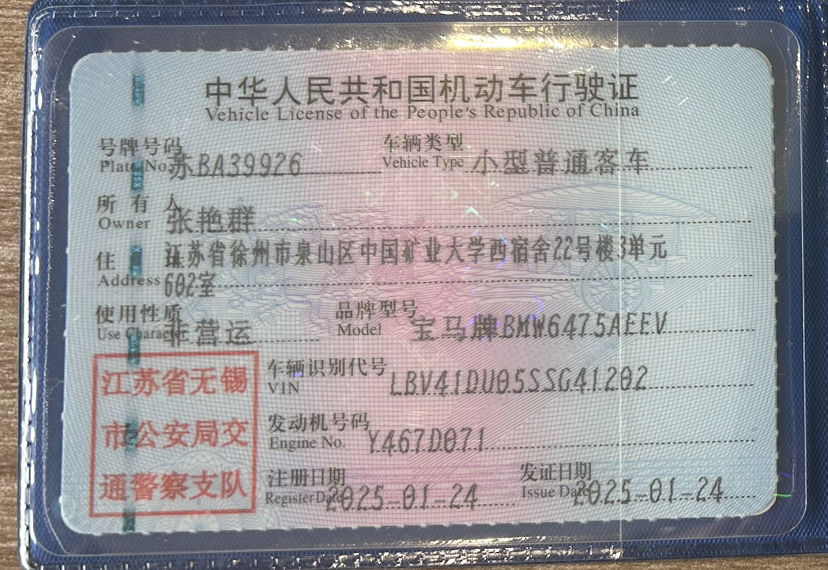 中华人民共和国机动车行驶证
Vehicle License of the People's Republic of China
号牌号码 Plate No. 苏BA39926 车辆类型 Vehicle Type 小型普通客车
所有人 Owner 张艳群
住址 Address 江苏省徐州市泉山区中国矿业大学西宿舍22号楼3单元
602室
使用性质 Use Character 非营运 品牌型号 Model 宝马牌BMW6475AEEV
江苏省无锡
市公安局交
通警察支队
车辆识别代号 VIN LBV41DU05SSG41202
发动机号码 Engine No. Y467D071
注册日期 Register Date 2025-01-24 发证日期 Issue Date 2025-01-24